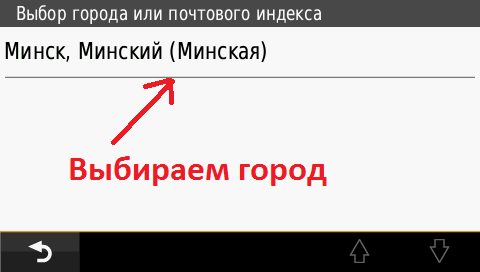 Выбор города или почтового индекса
Минск, Минский (Минская)
Выбираем город